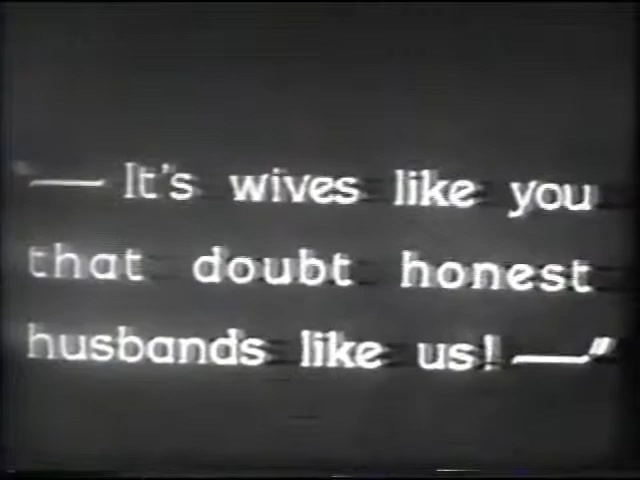 "— It's wives like you
that doubt honest
husbands like us! —"